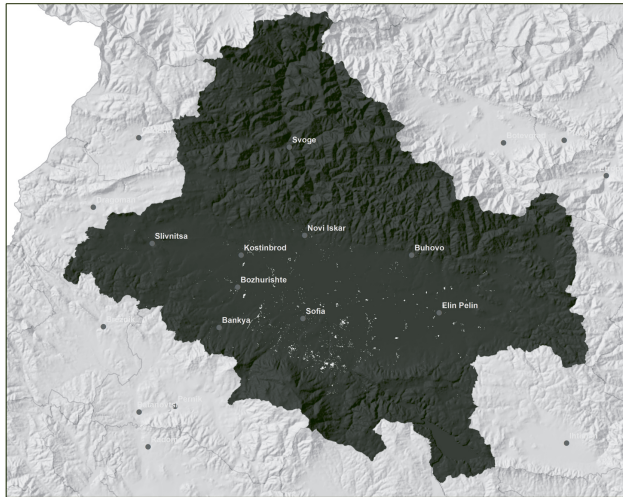 Svoge
Novi Iskar
Slivnitsa
Kostinbrod
Buhovo
Bozhurishte
Elin Pelin
Sofia
Bankya